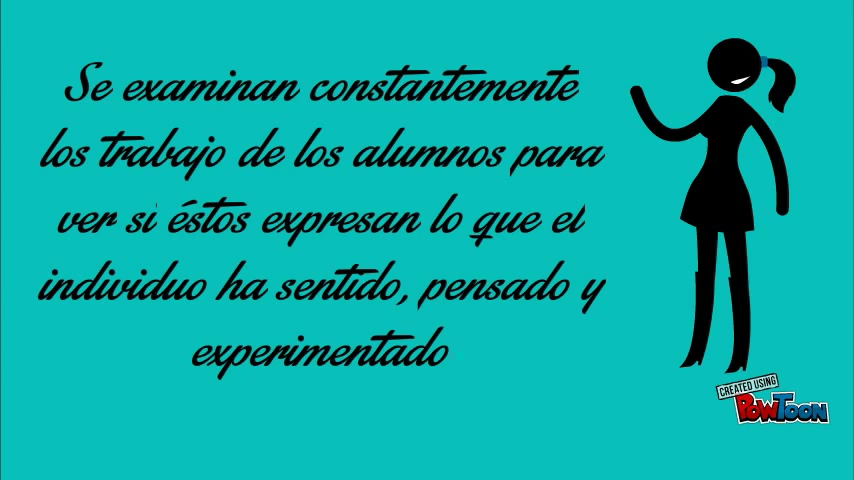 Se examinan constantemente
los trabajo de los alumnos para
ver si éstos expresan lo que el
individuo ha sentido, pensado y
experimentado
CREATED USING
POWTOON